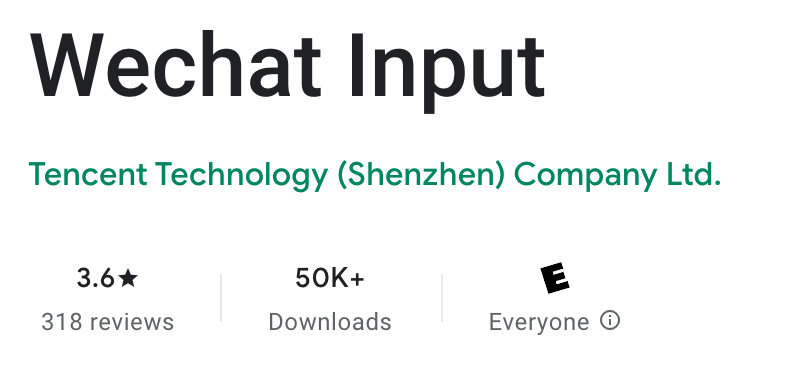 Wechat Input
Tencent Technology (Shenzhen) Company Ltd.
3.6★ 50K+ E
318 reviews Downloads Everyone